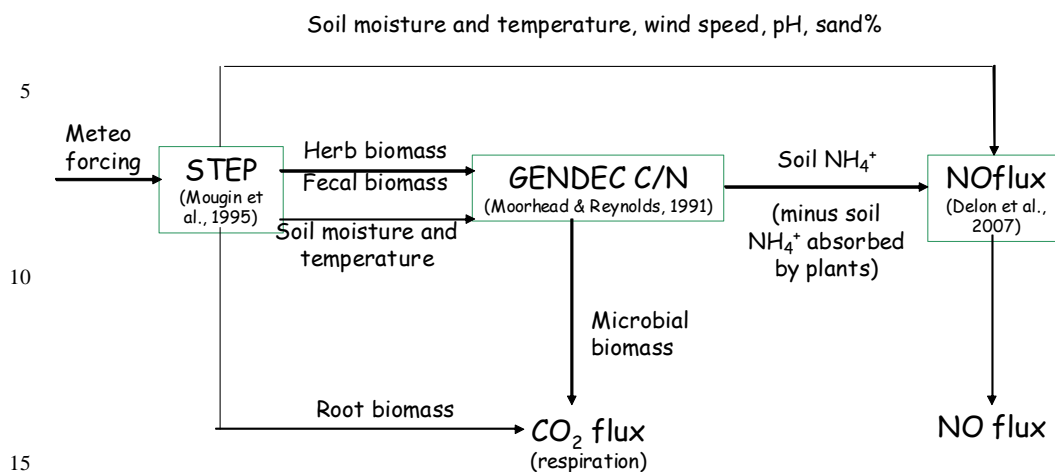 Soil moisture and temperature, wind speed, pH, sand%
5
Meteo
forcing
STEP
(Mougin et
al., 1995)
Herb biomass
Fecal biomass
Soil moisture and
temperature
GENDEC C/N
(Moorhead & Reynolds, 1991)
Soil NH₄⁺
(minus soil
NH₄⁺ absorbed
by plants)
NOflux
(Delon et al.,
2007)
10
Microbial
biomass
Root biomass
CO₂ flux
(respiration)
NO flux
15